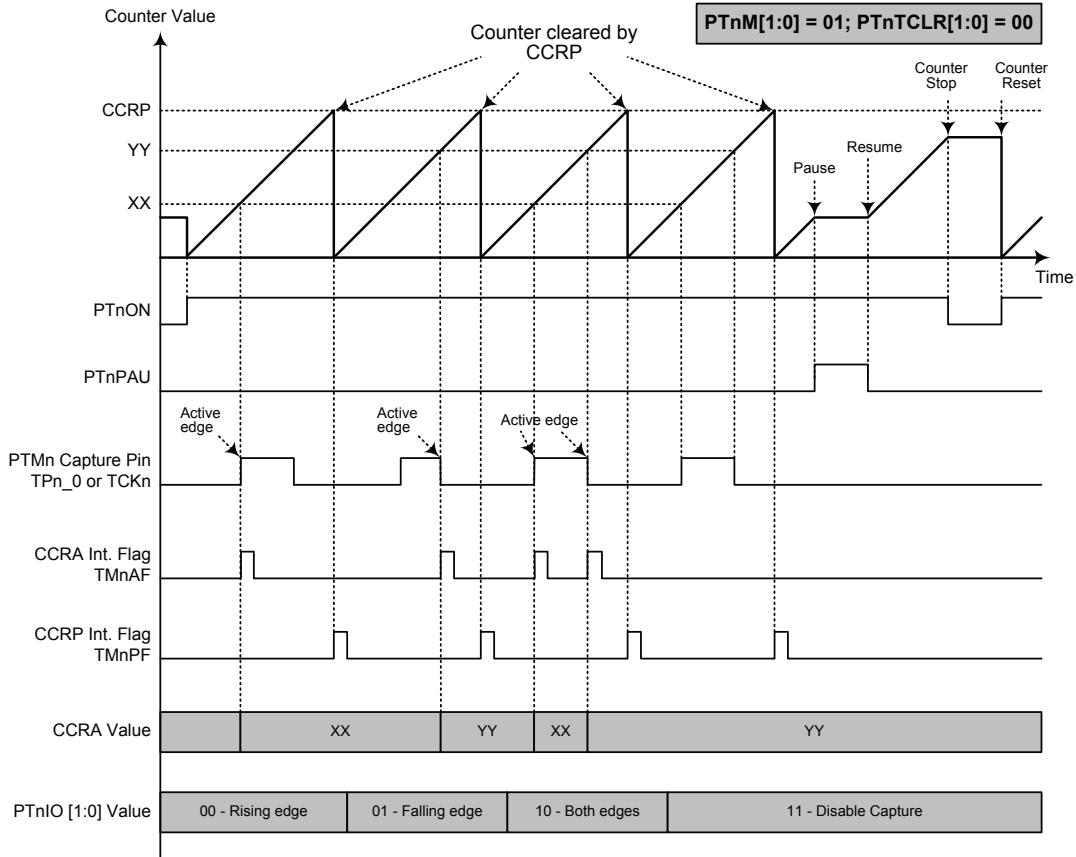 Counter Value
PTnM[1:0] = 01; PTnTCLR[1:0] = 00
Counter cleared by
CCRP
Counter
Stop
Counter
Reset
CCRP
YY
Resume
Pause
XX
Time
PTnON
PTnPAU
Active
edge
Active
edge
Active edge
PTMn Capture Pin
TPn_0 or TCKn
CCRA Int. Flag
TMnAF
CCRP Int. Flag
TMnPF
CCRA Value
XX
YY
XX
YY
PTnIO [1:0] Value
00 - Rising edge
01 - Falling edge
10 - Both edges
11 - Disable Capture